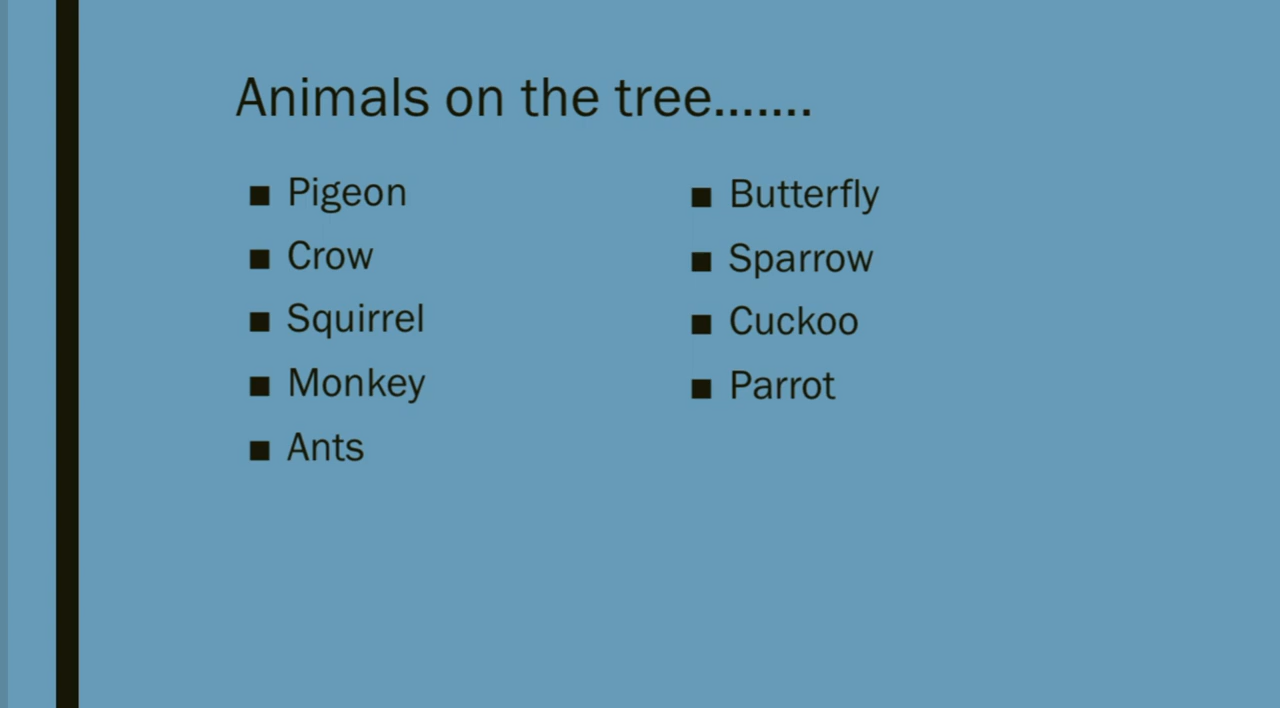 Animals on the tree.......
■ Pigeon
■ Crow
■ Squirrel
■ Monkey
■ Ants
■ Butterfly
■ Sparrow
■ Cuckoo
■ Parrot